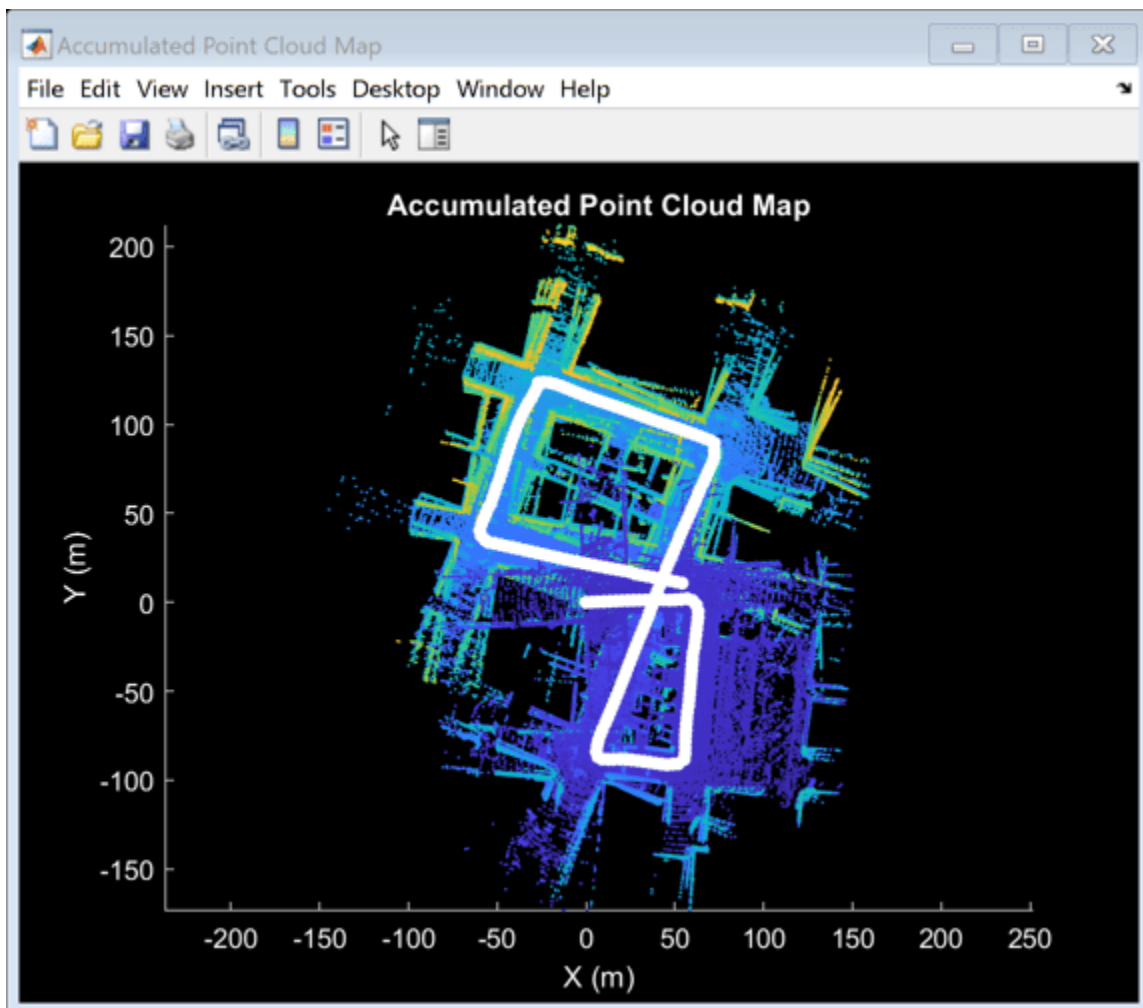 Accumulated Point Cloud Map
File Edit View Insert Tools Desktop Window Help
Accumulated Point Cloud Map
200
150
100
50
0
-50
-100
-150
Y (m)
-200 -150 -100 -50 0 50 100 150 200 250
X (m)